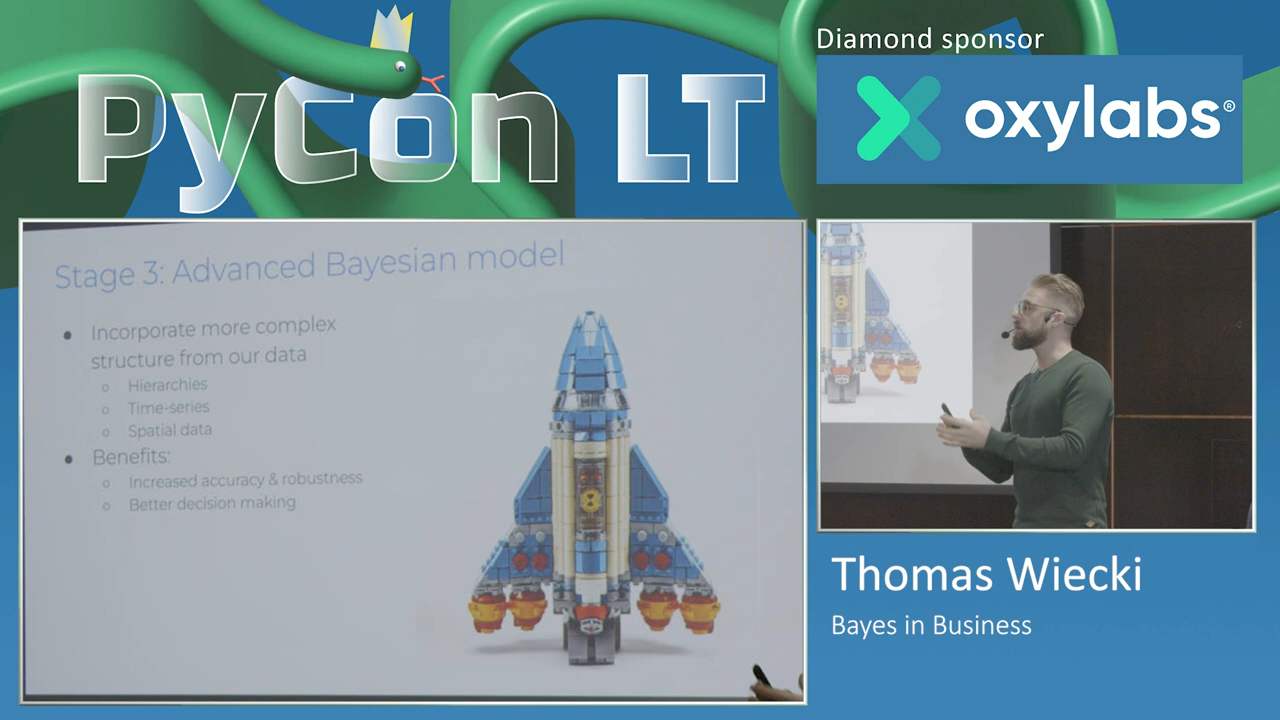 PyCon LT
Diamond sponsor
oxylabs®
Stage 3: Advanced Bayesian model
● Incorporate more complex
structure from our data
○ Hierarchies
○ Time-series
○ Spatial data
● Benefits:
○ Increased accuracy & robustness
○ Better decision making
Thomas Wiecki
Bayes in Business